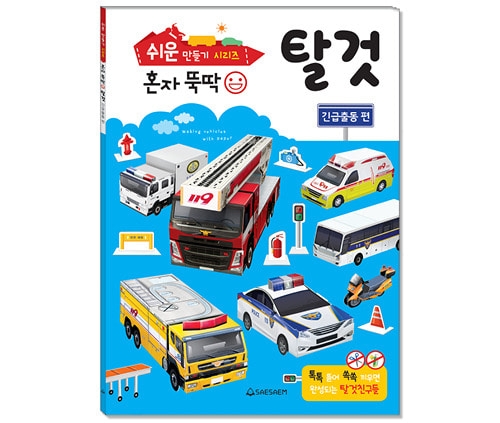 쉬운 만들기 시리즈
혼자 뚝딱
탈것
긴급출동 편
making vehicles
with paper
119
119
POLICE
톡톡 뜯어 쏙쏙 끼우면
완성되는 탈것친구들
SAESAEM